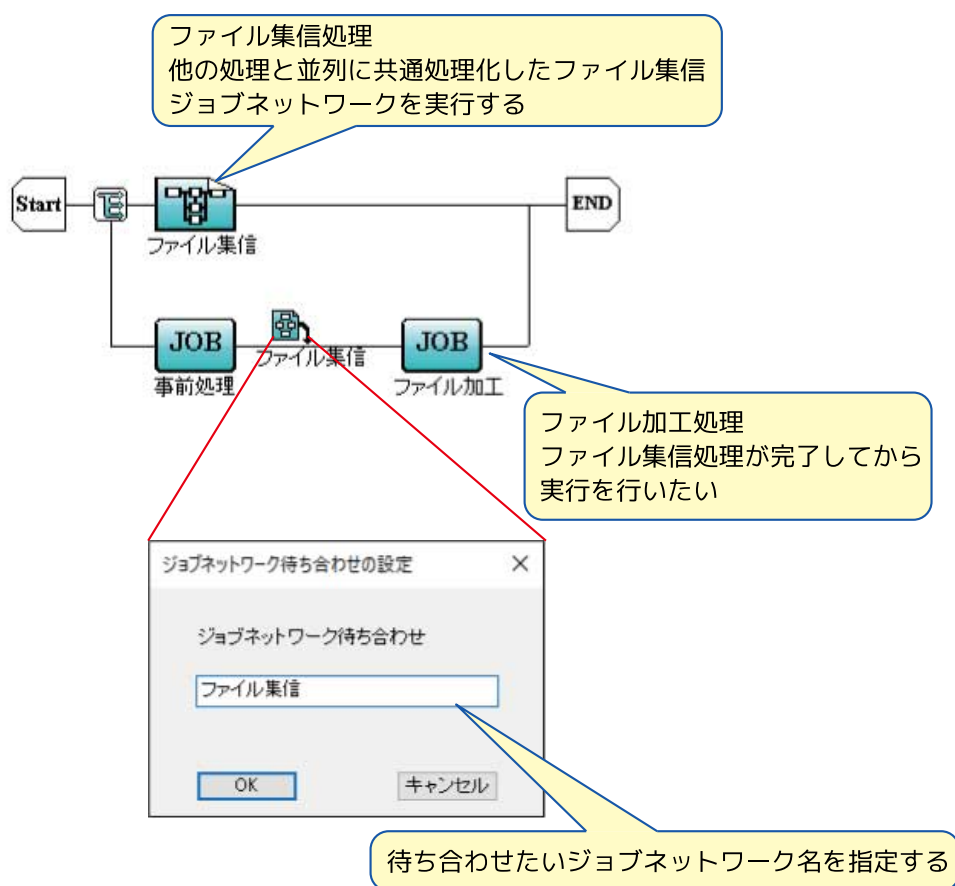 ファイル集信処理
他の処理と並列に共通処理化したファイル集信
ジョブネットワークを実行する
Start
END
ファイル集信
JOB
ファイル集信
JOB
事前処理
ファイル加工
ファイル加工処理
ファイル集信処理が完了してから
実行を行いたい
ジョブネットワーク待ち合わせの設定
ジョブネットワーク待ち合わせ
ファイル集信
OK
キャンセル
待ち合わせたいジョブネットワーク名を指定する